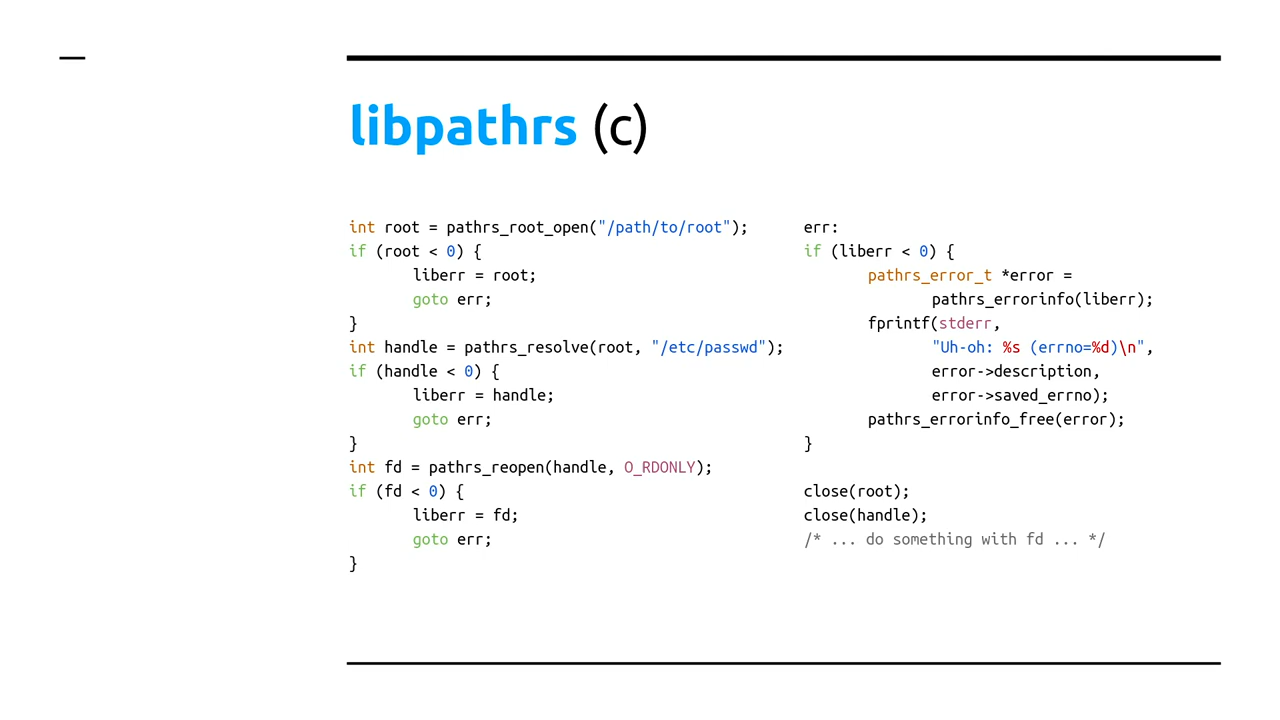 libpathrs (c)
int root = pathrs_root_open("/path/to/root");
if (root < 0) {
        liberr = root;
        goto err;
}
int handle = pathrs_resolve(root, "/etc/passwd");
if (handle < 0) {
        liberr = handle;
        goto err;
}
int fd = pathrs_reopen(handle, O_RDONLY);
if (fd < 0) {
        liberr = fd;
        goto err;
}
err:
if (liberr < 0) {
        pathrs_error_t *error =
                pathrs_errorinfo(liberr);
        fprintf(stderr,
                "Uh-oh: %s (errno=%d)\n",
                error->description,
                error->saved_errno);
        pathrs_errorinfo_free(error);
}
close(root);
close(handle);
/* ... do something with fd ... */